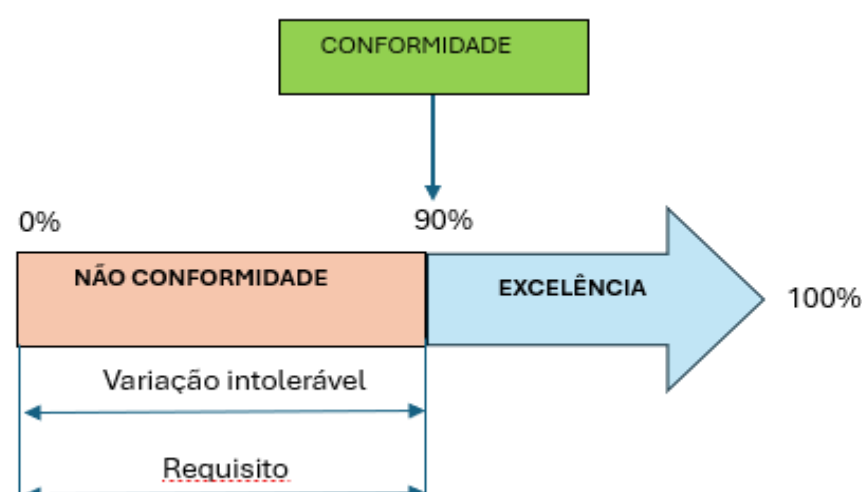 CONFORMIDADE
0%
90%
NÃO CONFORMIDADE
EXCELÊNCIA
100%
Variação intolerável
Requisito